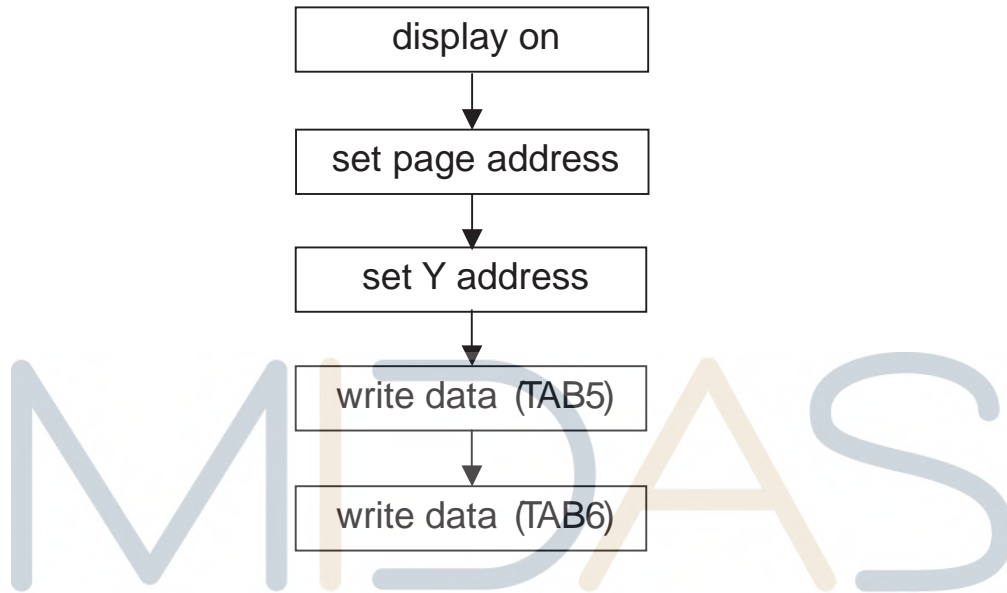 display on
set page address
set Y address
write data (TAB5)
write data (TAB6)
MIDAS